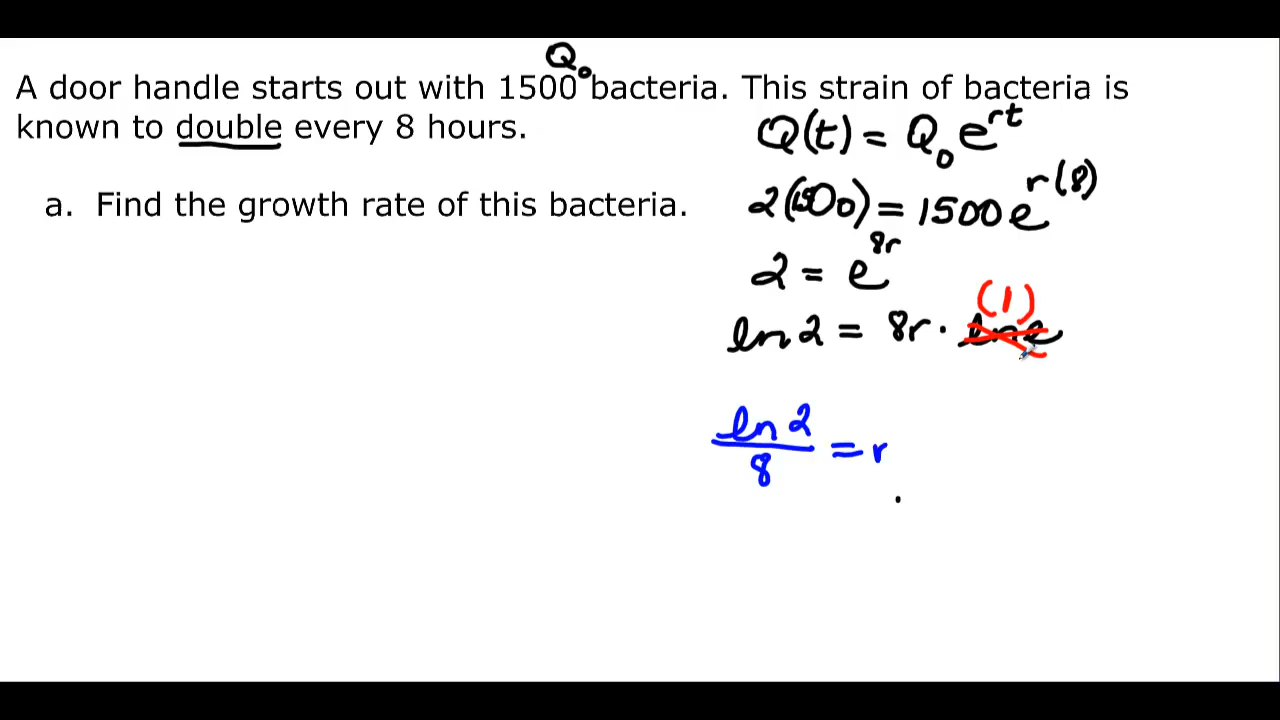 Q₀
A door handle starts out with 1500 bacteria. This strain of bacteria is
known to double every 8 hours.
Q(t) = Q₀e^rt
a. Find the growth rate of this bacteria.
2(1500) = 1500e^r(8)
2 = e^8r
(1)
ln 2 = 8r · ln e
ln 2
8
= r